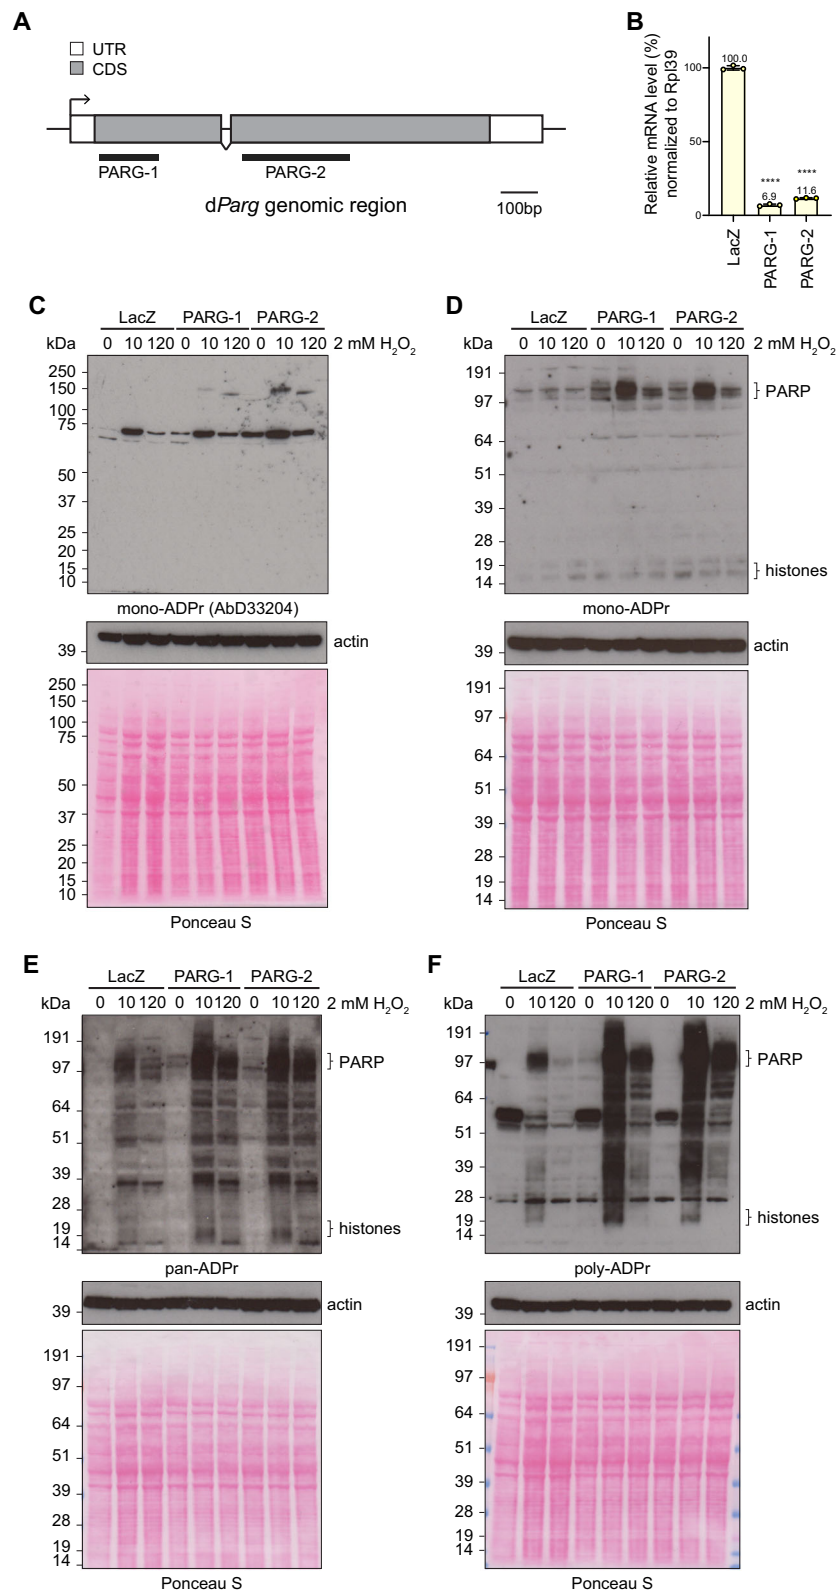 A
UTR
CDS
PARG-1
PARG-2
dParg genomic region
100bp
B
Relative mRNA level (%)
normalized to Rpl39
100
50
0
100.0
****
6.9
****
11.6
LacZ
PARG-1
PARG-2
C
LacZ PARG-1 PARG-2
kDa 0 10 120 0 10 120 0 10 120 2 mM H₂O₂
250
150
100
75
50
37
25
20
15
10
mono-ADPr (AbD33204)
39
actin
250
150
100
75
50
37
25
20
15
10
Ponceau S
D
LacZ PARG-1 PARG-2
kDa 0 10 120 0 10 120 0 10 120 2 mM H₂O₂
191
PARP
97
64
51
39
28
19
histones
14
mono-ADPr
39
actin
191
97
64
51
39
28
19
14
Ponceau S
E
LacZ PARG-1 PARG-2
kDa 0 10 120 0 10 120 0 10 120 2 mM H₂O₂
191
97
PARP
64
51
39
28
19
histones
14
pan-ADPr
39
actin
191
97
64
51
39
28
19
14
Ponceau S
F
LacZ PARG-1 PARG-2
kDa 0 10 120 0 10 120 0 10 120 2 mM H₂O₂
191
97
PARP
64
51
39
28
19
histones
14
poly-ADPr
39
actin
191
97
64
51
39
28
19
14
Ponceau S